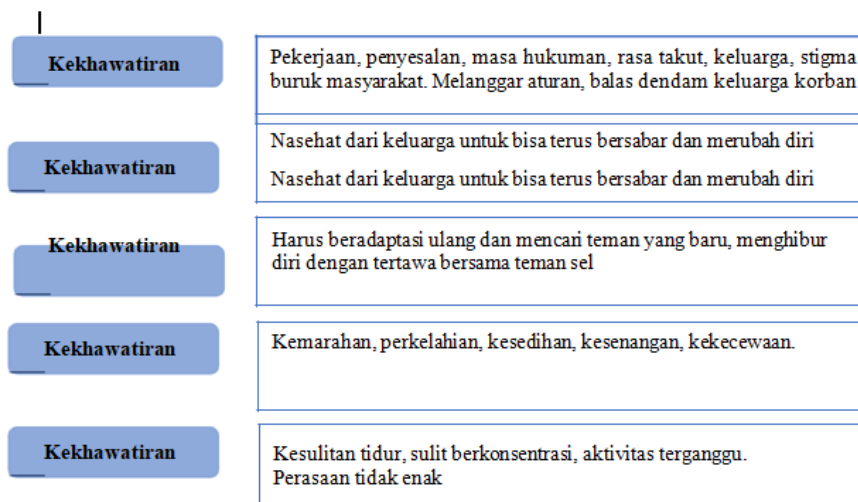 Kekhawatiran
Pekerjaan, penyesalan, masa hukuman, rasa takut, keluarga, stigma
buruk masyarakat. Melanggar aturan, balas dendam keluarga korban
Kekhawatiran
Nasehat dari keluarga untuk bisa terus bersabar dan merubah diri
Nasehat dari keluarga untuk bisa terus bersabar dan merubah diri
Kekhawatiran
Harus beradaptasi ulang dan mencari teman yang baru, menghibur
diri dengan tertawa bersama teman sel
Kekhawatiran
Kemarahan, perkelahian, kesedihan, kesenangan, kekecewaan.
Kekhawatiran
Kesulitan tidur, sulit berkonsentrasi, aktivitas terganggu.
Perasaan tidak enak